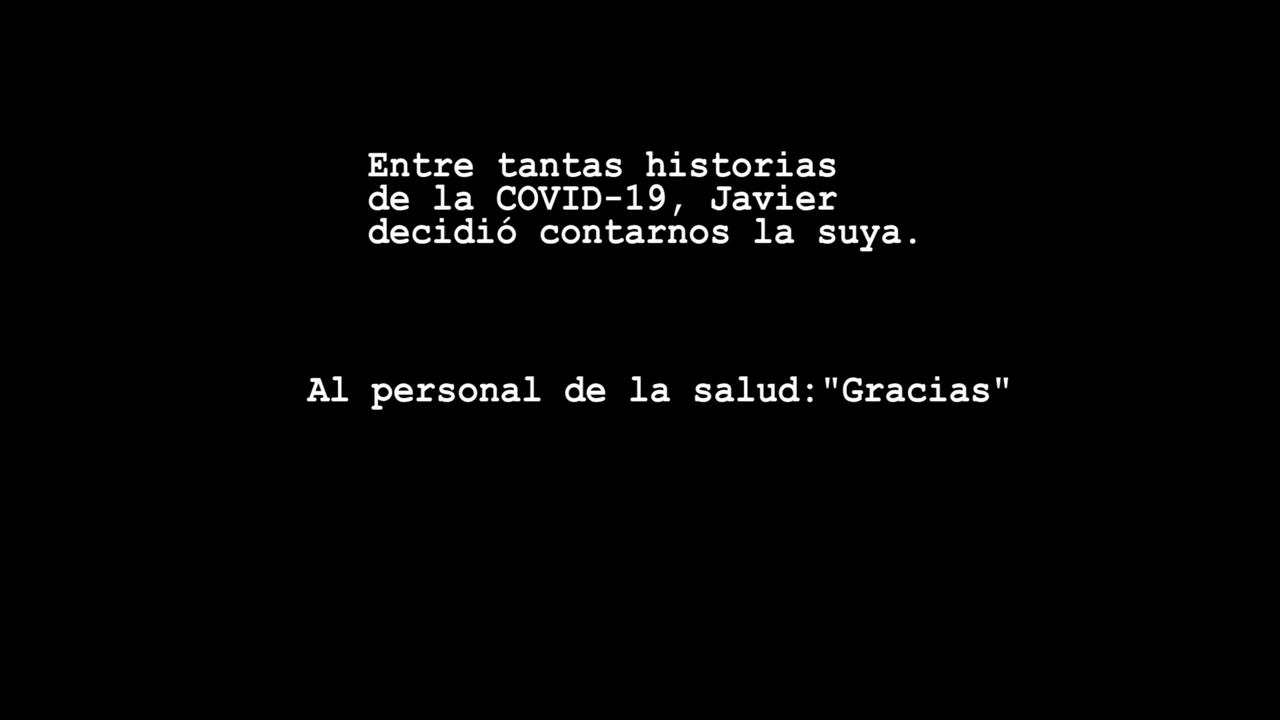 Entre tantas historias
de la COVID-19, Javier
decidió contarnos la suya.
Al personal de la salud:"Gracias"